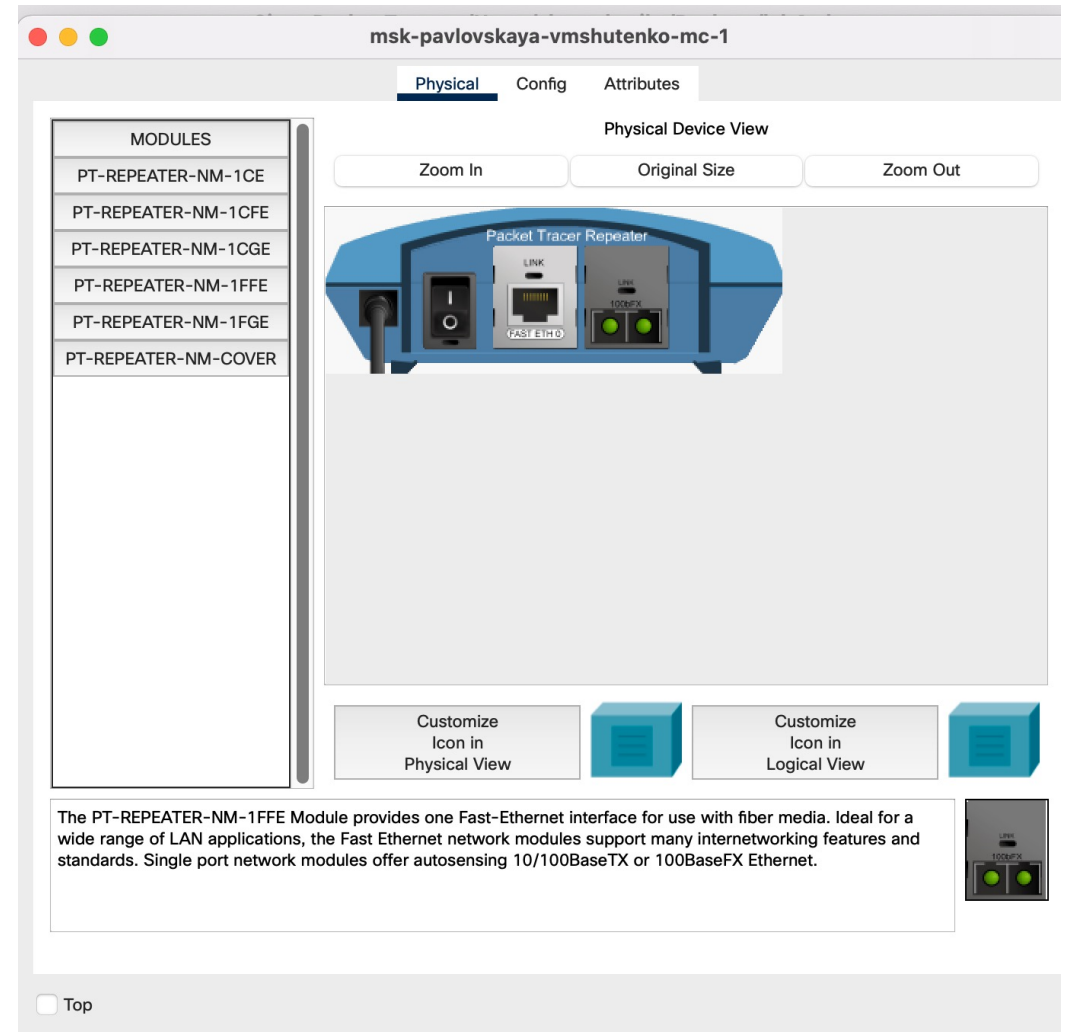 msk-pavlovskaya-vmshutenko-mc-1
Physical Config Attributes
MODULES
PT-REPEATER-NM-1CE
PT-REPEATER-NM-1CFE
PT-REPEATER-NM-1CGE
PT-REPEATER-NM-1FFE
PT-REPEATER-NM-1FGE
PT-REPEATER-NM-COVER
Physical Device View
Zoom In Original Size Zoom Out
Packet Tracer Repeater
LINK
FAST ETH 0
I
O
LINK
100bFX
Customize
Icon in
Physical View
Customize
Icon in
Logical View
The PT-REPEATER-NM-1FFE Module provides one Fast-Ethernet interface for use with fiber media. Ideal for a
wide range of LAN applications, the Fast Ethernet network modules support many internetworking features and
standards. Single port network modules offer autosensing 10/100BaseTX or 100BaseFX Ethernet.
LINK
100bFX
Top